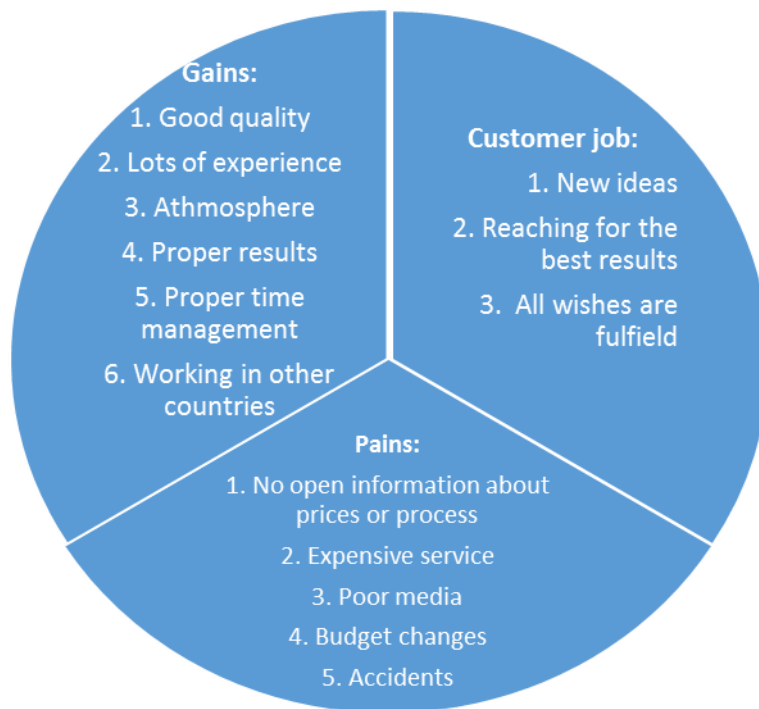 Gains:
1. Good quality
2. Lots of experience
3. Athmosphere
4. Proper results
5. Proper time
management
6. Working in other
countries
Customer job:
1. New ideas
2. Reaching for the
best results
3. All wishes are
fulfield
Pains:
1. No open information about
prices or process
2. Expensive service
3. Poor media
4. Budget changes
5. Accidents